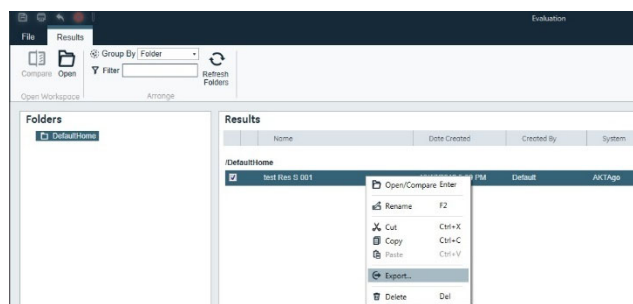 Evaluation
File Results
Group By Folder
Filter
Compare Open
Refresh Folders
Open Workspace Arrange
Folders
DefaultHome
Results
Name Date Created Created By System
/DefaultHome
test Res S 001 PM Default AKTAgo
Open/Compare Enter
Rename F2
Cut Ctrl+X
Copy Ctrl+C
Paste Ctrl+V
Export...
Delete Del